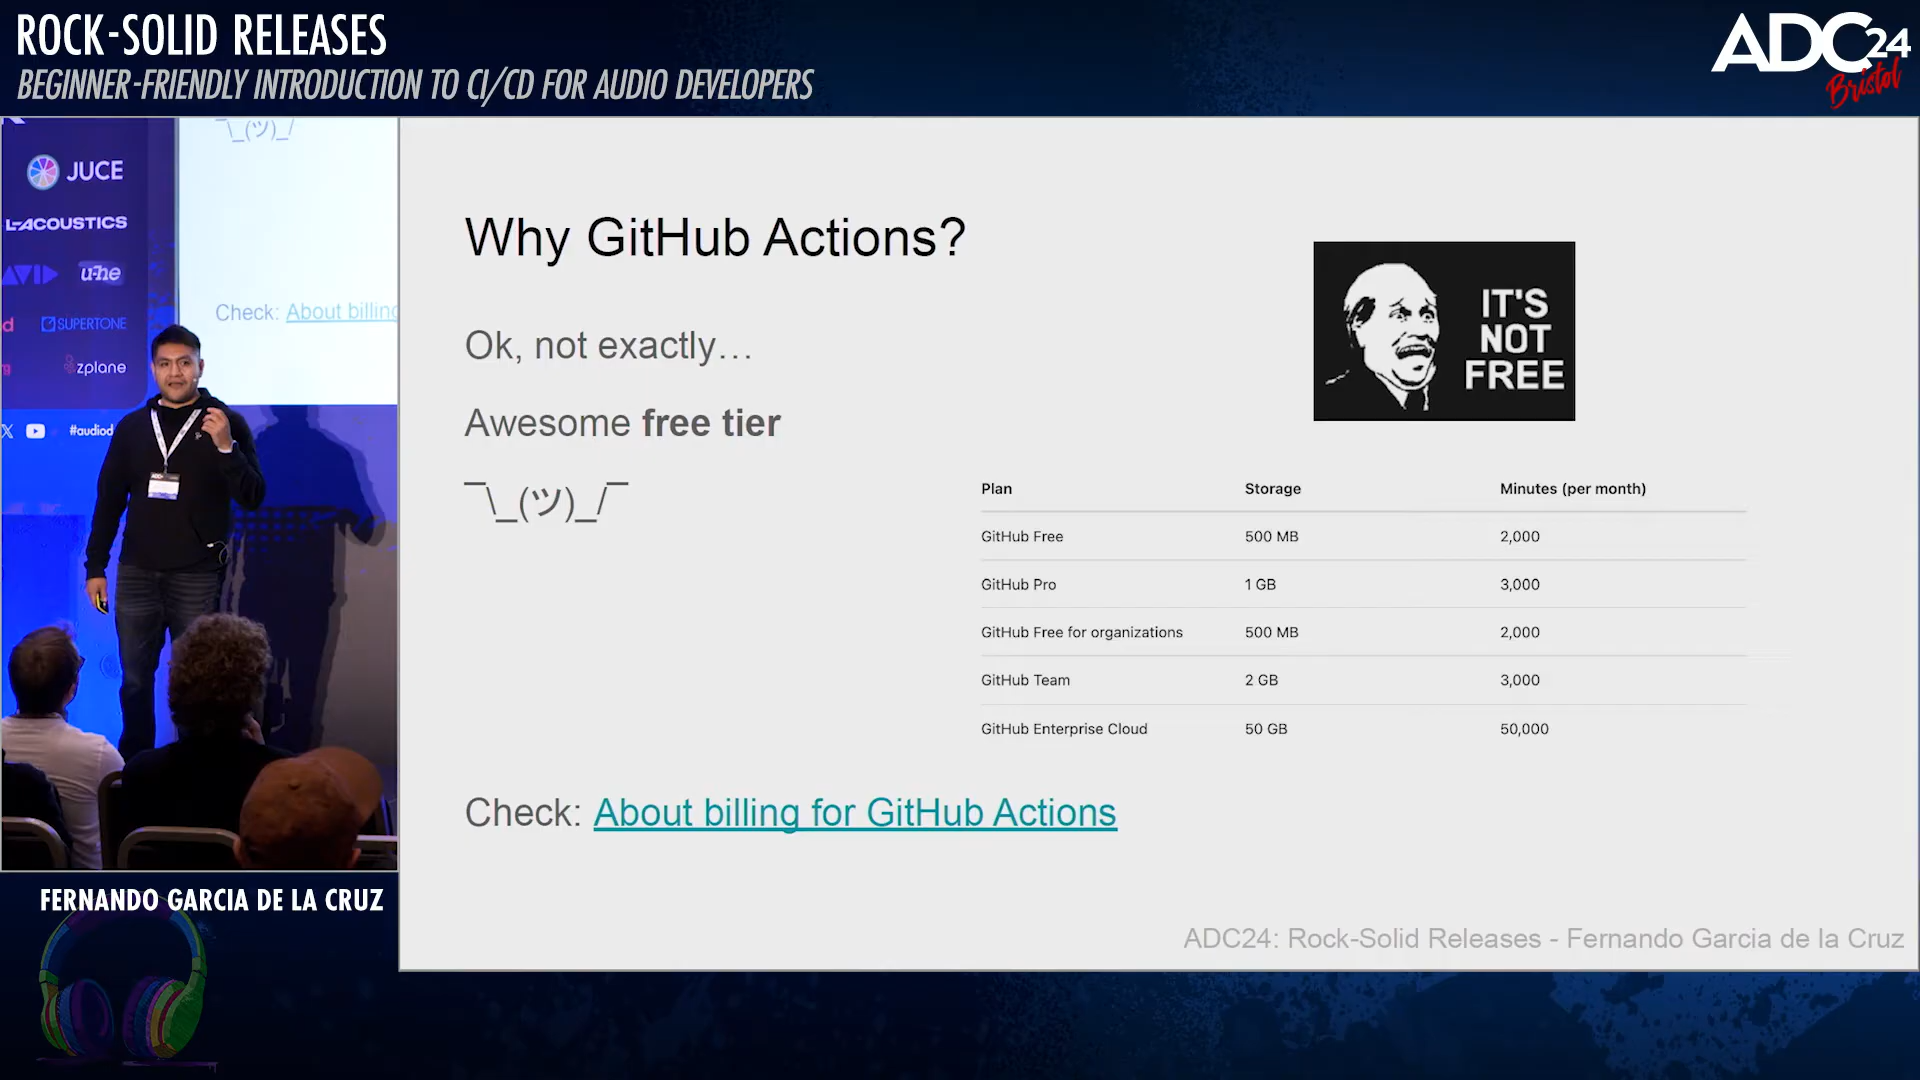 ROCK-SOLID RELEASES
BEGINNER-FRIENDLY INTRODUCTION TO CI/CD FOR AUDIO DEVELOPERS
ADC24
Bristol
¯\_(ツ)_/
JUCE
L-ACOUSTICS
AVID
u-he
SUPERTONE
zplane
#audiod
Check: About billing
FERNANDO GARCIA DE LA CRUZ
Why GitHub Actions?
Ok, not exactly…
Awesome free tier
¯\_(ツ)_/¯
IT'S
NOT
FREE
Plan Storage Minutes (per month)
GitHub Free 500 MB 2,000
GitHub Pro 1 GB 3,000
GitHub Free for organizations 500 MB 2,000
GitHub Team 2 GB 3,000
GitHub Enterprise Cloud 50 GB 50,000
Check: About billing for GitHub Actions
ADC24: Rock-Solid Releases - Fernando Garcia de la Cruz